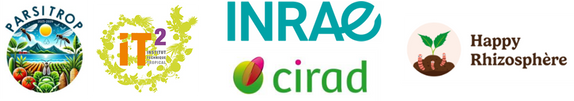 PARSITROP
iT²
INSTITUT
TECHNIQUE
TROPICAL
INRAE
cirad
Happy
Rhizosphère